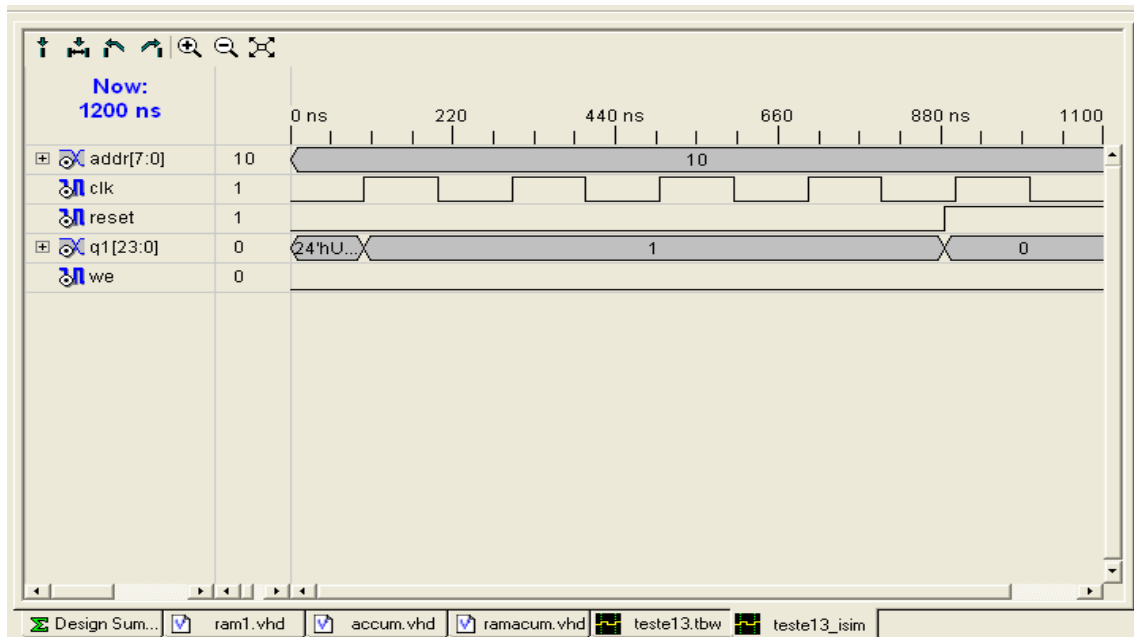 Now:
1200 ns
0 ns 220 440 ns 660 880 ns 1100
addr[7:0] 10 10
clk 1
reset 1
q1[23:0] 0 24'hU... 1 0
we 0
Design Sum... ram1.vhd accum.vhd ramacum.vhd teste13.tbw teste13_isim